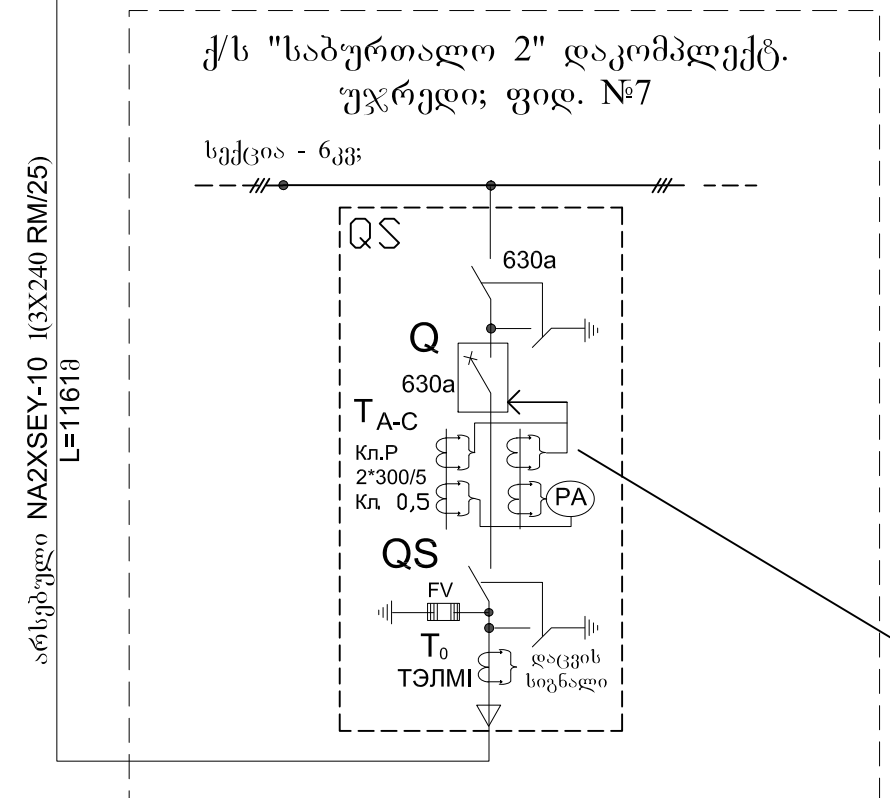 ქ/ს "საბურთალო 2" დაკომპლექტ.
უჯრედი; ფიდ. №7
სექცია - 6კვ;
QS
630a
Q
630a
TA-C
Кл.Р
2*300/5
Кл. 0,5
PA
QS
FV
T0
ТЭЛМІ
დაცვის
სიგნალი
არსებული NA2XSEY-10 1(3X240 RM/25)
L=1161მ